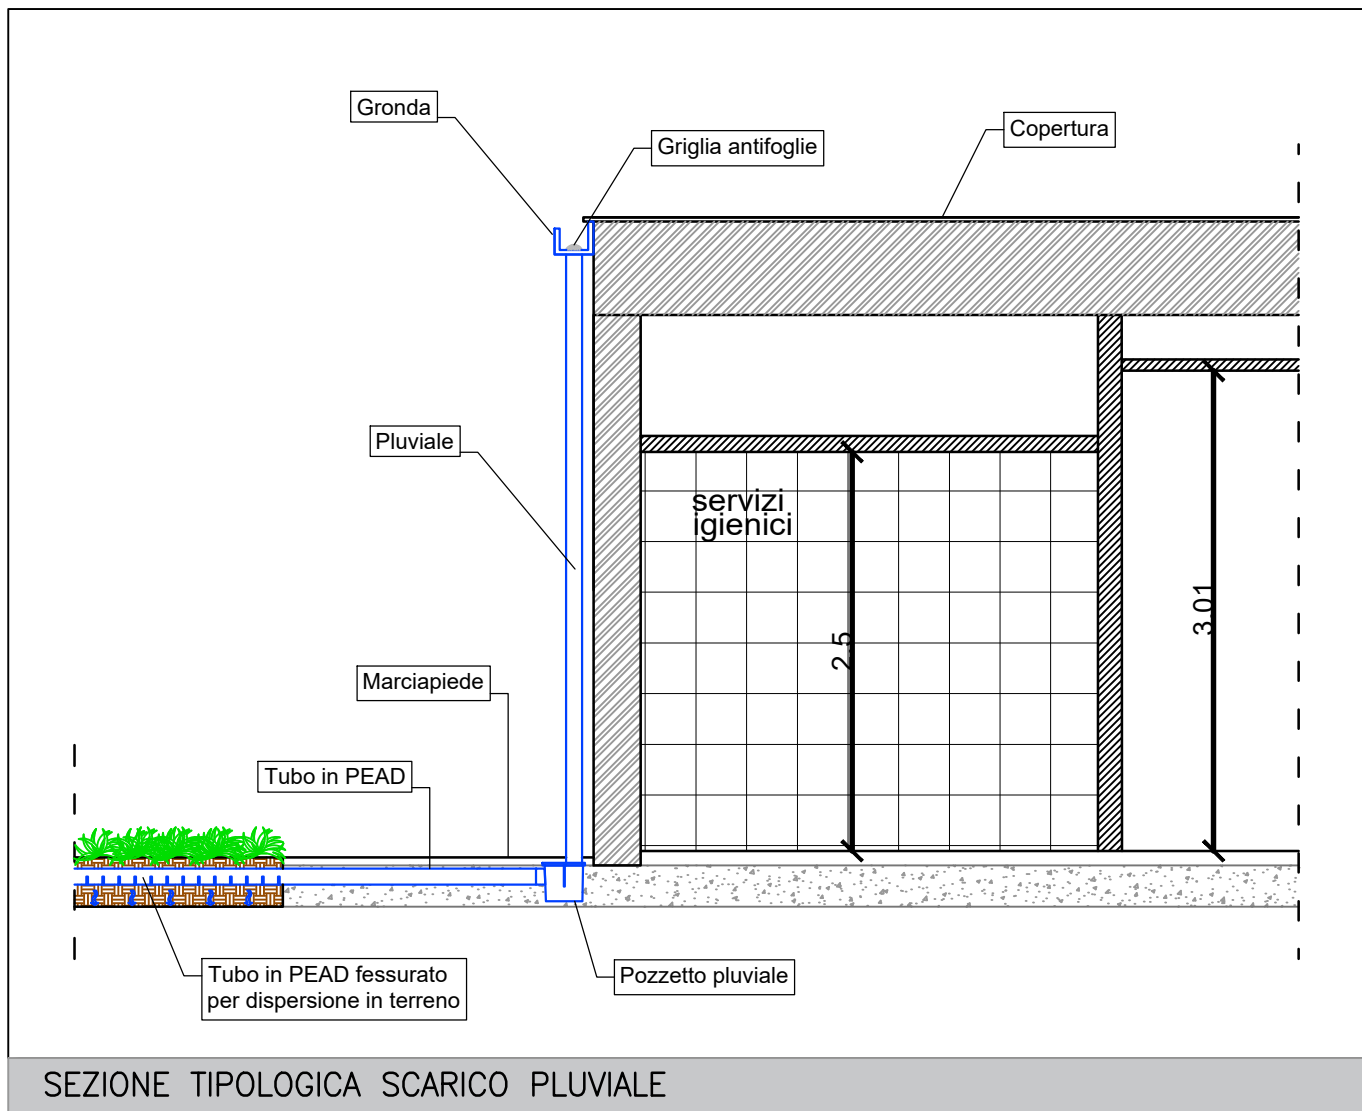 Gronda
Griglia antifoglie
Copertura
Pluviale
servizi
igienici
2.5
3.01
Marciapiede
Tubo in PEAD
Tubo in PEAD fessurato
per dispersione in terreno
Pozzetto pluviale
SEZIONE TIPOLOGICA SCARICO PLUVIALE